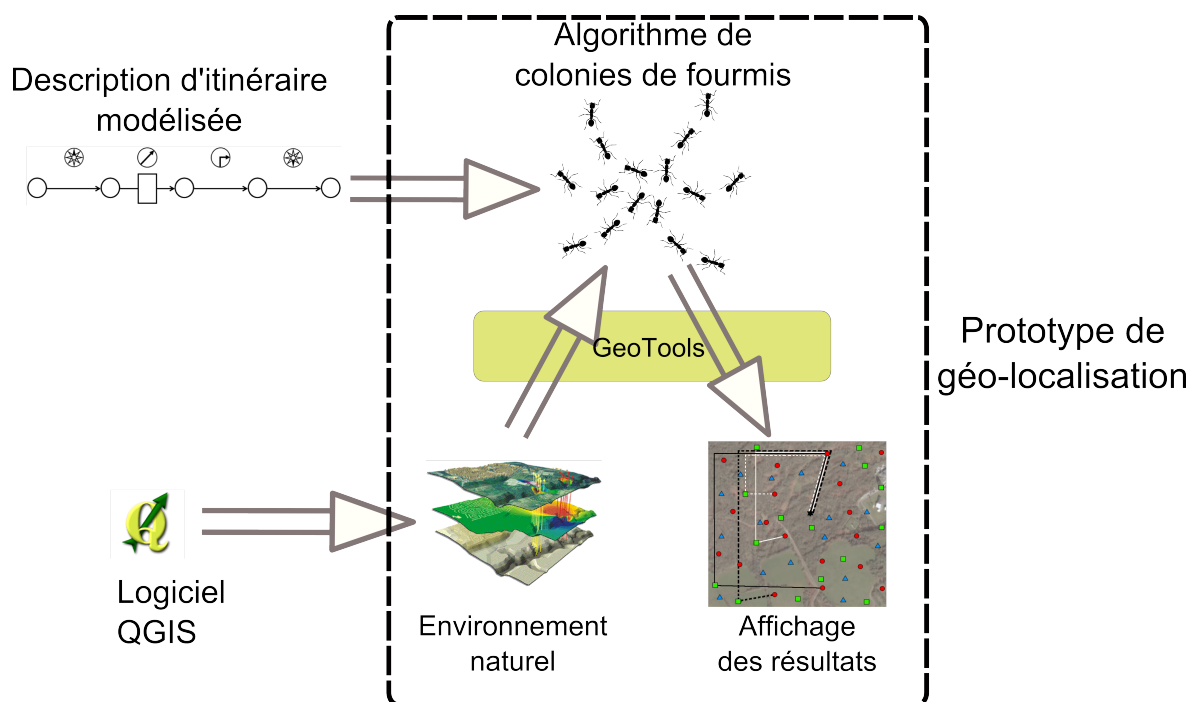 Algorithme de
colonies de fourmis
Description d'itinéraire
modélisée
GeoTools
Prototype de
géo-localisation
Logiciel
QGIS
Environnement
naturel
Affichage
des résultats